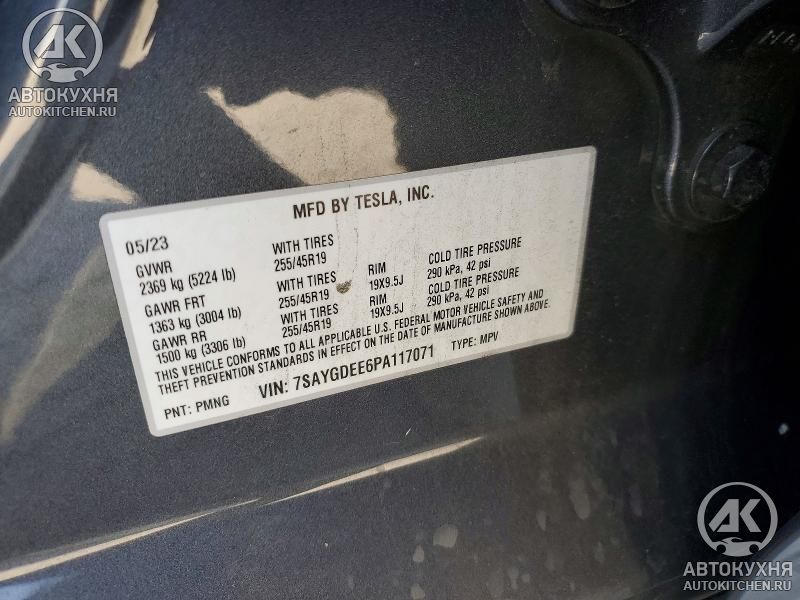 AK
АВТОКУХНЯ
AUTOKITCHEN.RU
MFD BY TESLA, INC.
05/23
GVWR WITH TIRES
2369 kg (5224 lb) 255/45R19 RIM COLD TIRE PRESSURE
GAWR FRT WITH TIRES 19X9.5J 290 kPa, 42 psi
1363 kg (3004 lb) 255/45R19 RIM COLD TIRE PRESSURE
GAWR RR WITH TIRES 19X9.5J 290 kPa, 42 psi
1500 kg (3306 lb) 255/45R19
THIS VEHICLE CONFORMS TO ALL APPLICABLE U.S. FEDERAL MOTOR VEHICLE SAFETY AND
THEFT PREVENTION STANDARDS IN EFFECT ON THE DATE OF MANUFACTURE SHOWN ABOVE.
PNT: PMNG VIN: 7SAYGDEE6PA117071 TYPE: MPV
AK
АВТОКУХНЯ
AUTOKITCHEN.RU